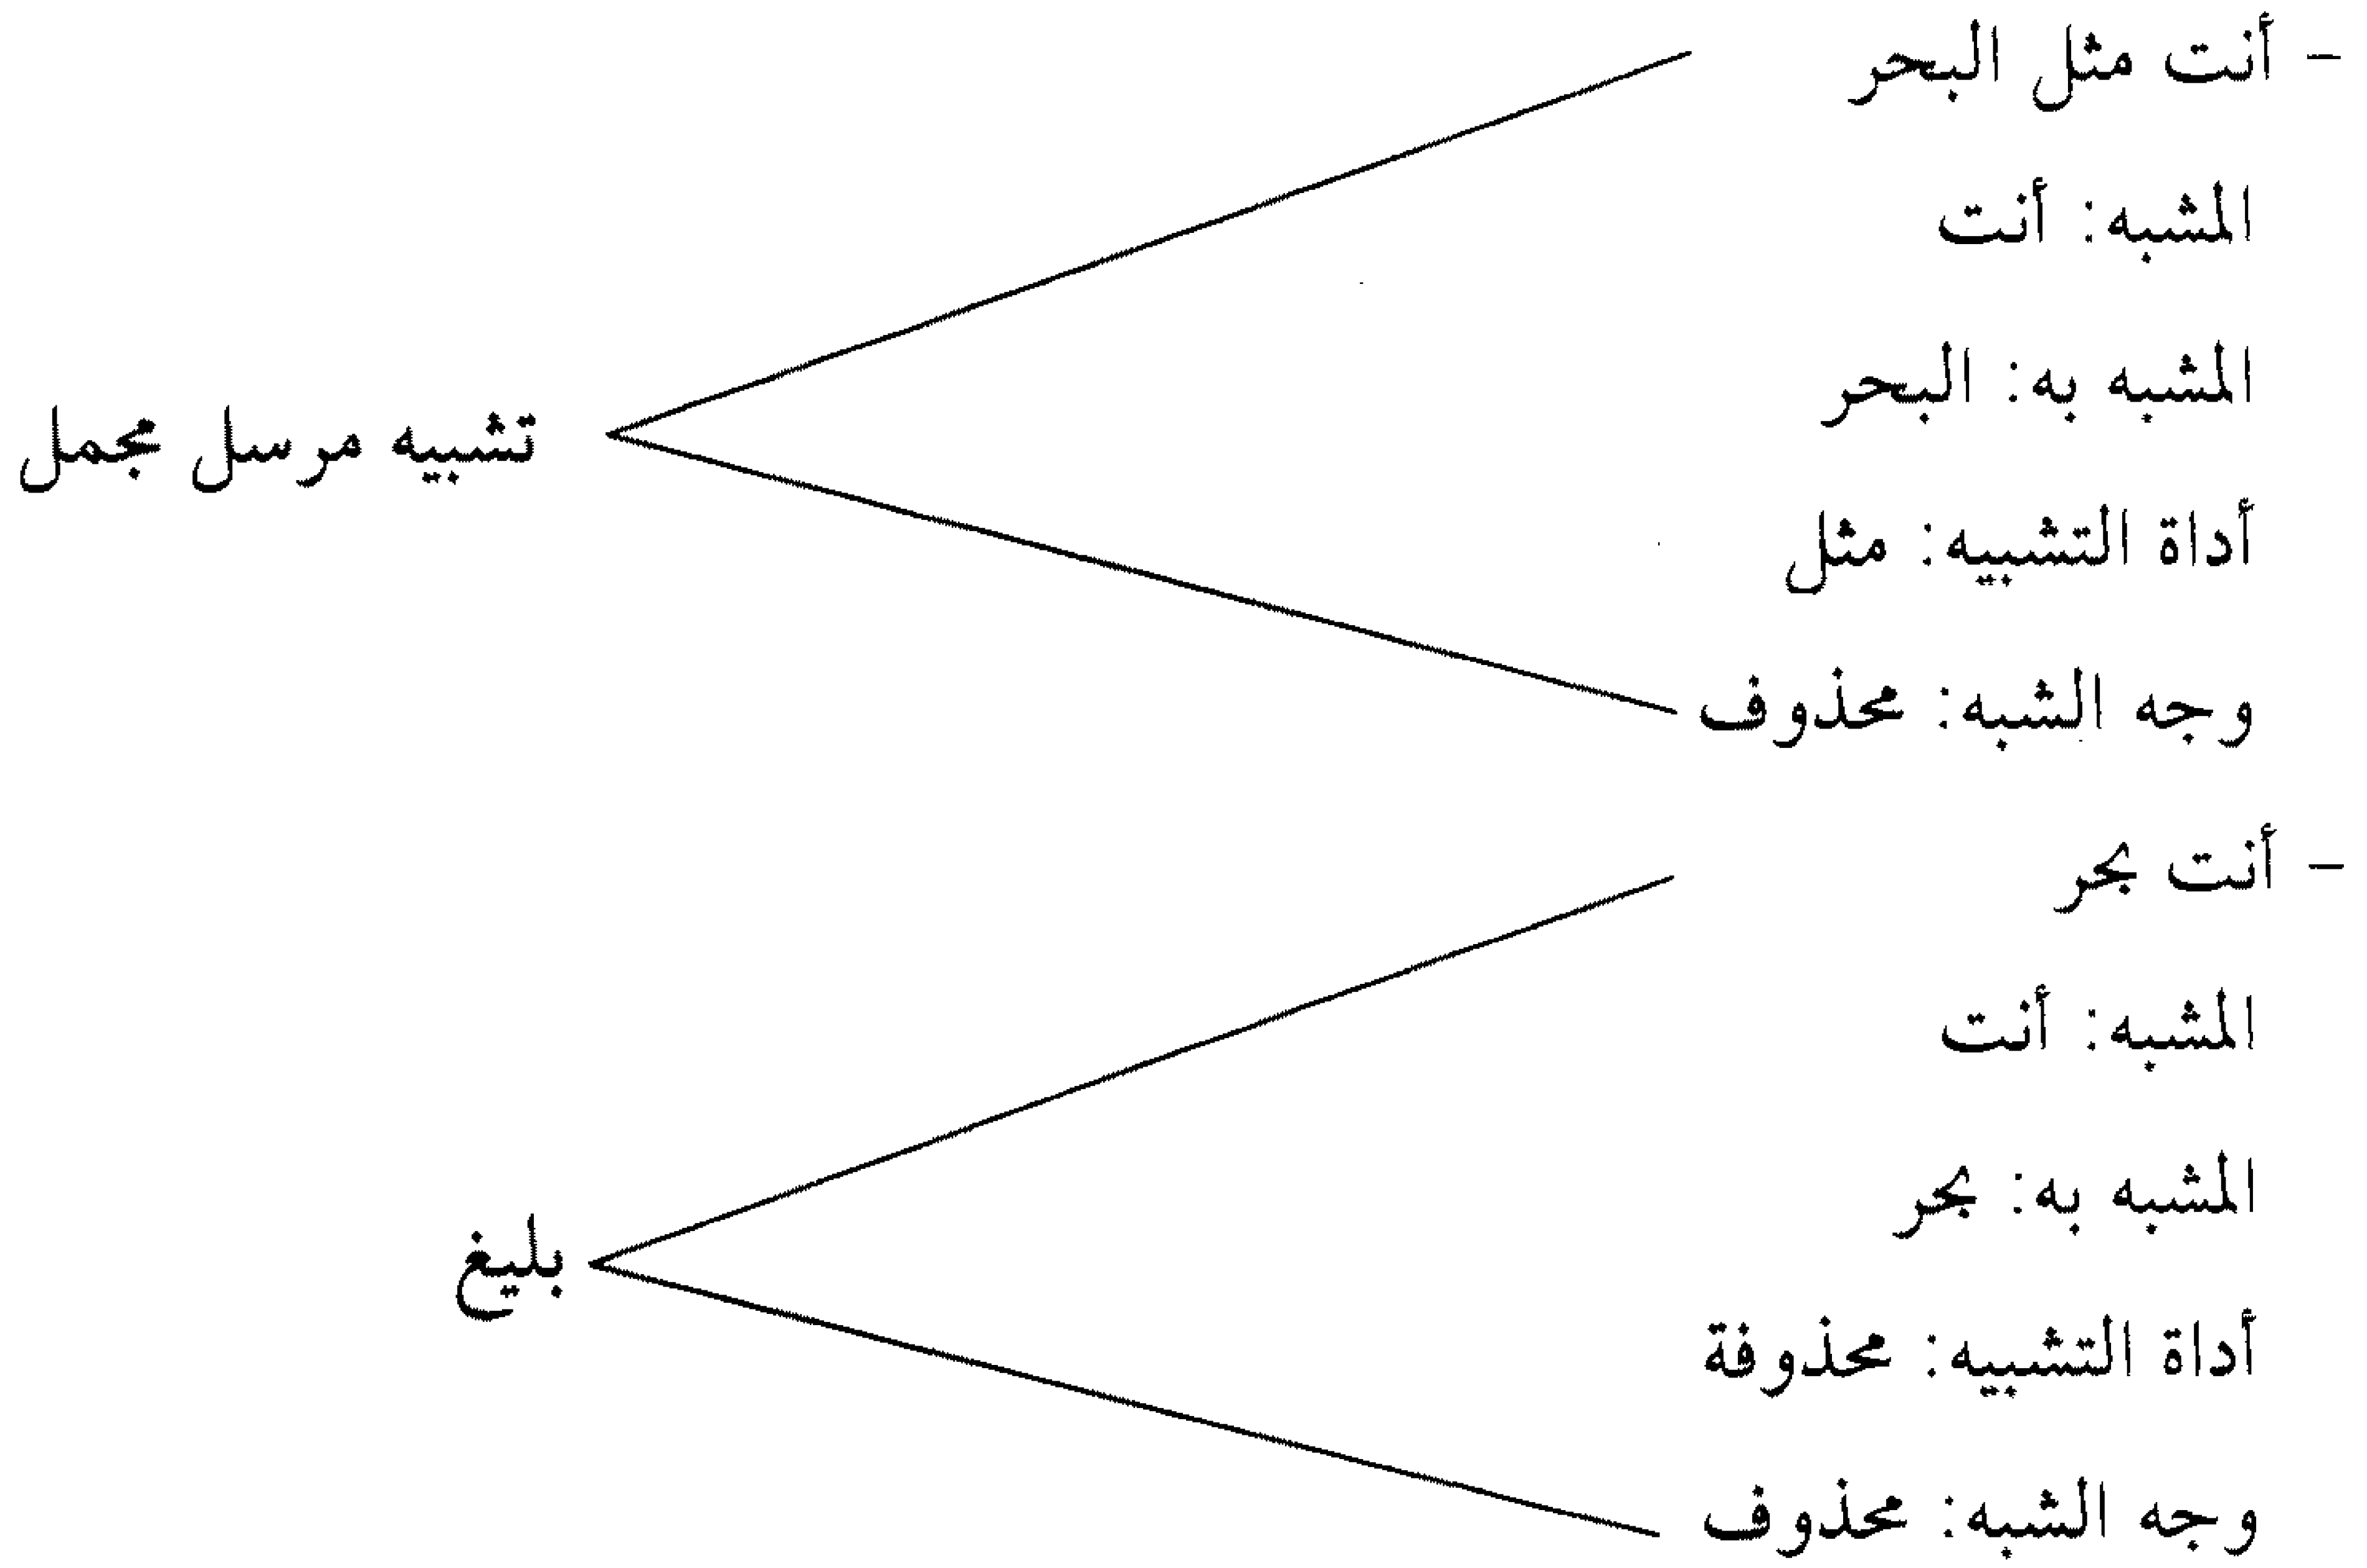 - أنت مثل البحر
المشبه: أنت
المشبه به: البحر
تشبيه مرسل مجمل
أداة التشبيه: مثل
وجه الشبه: محذوف
- أنت بحر
المشبه: أنت
المشبه به: بحر
بليغ
أداة التشبيه: محذوفة
وجه الشبه: محذوف